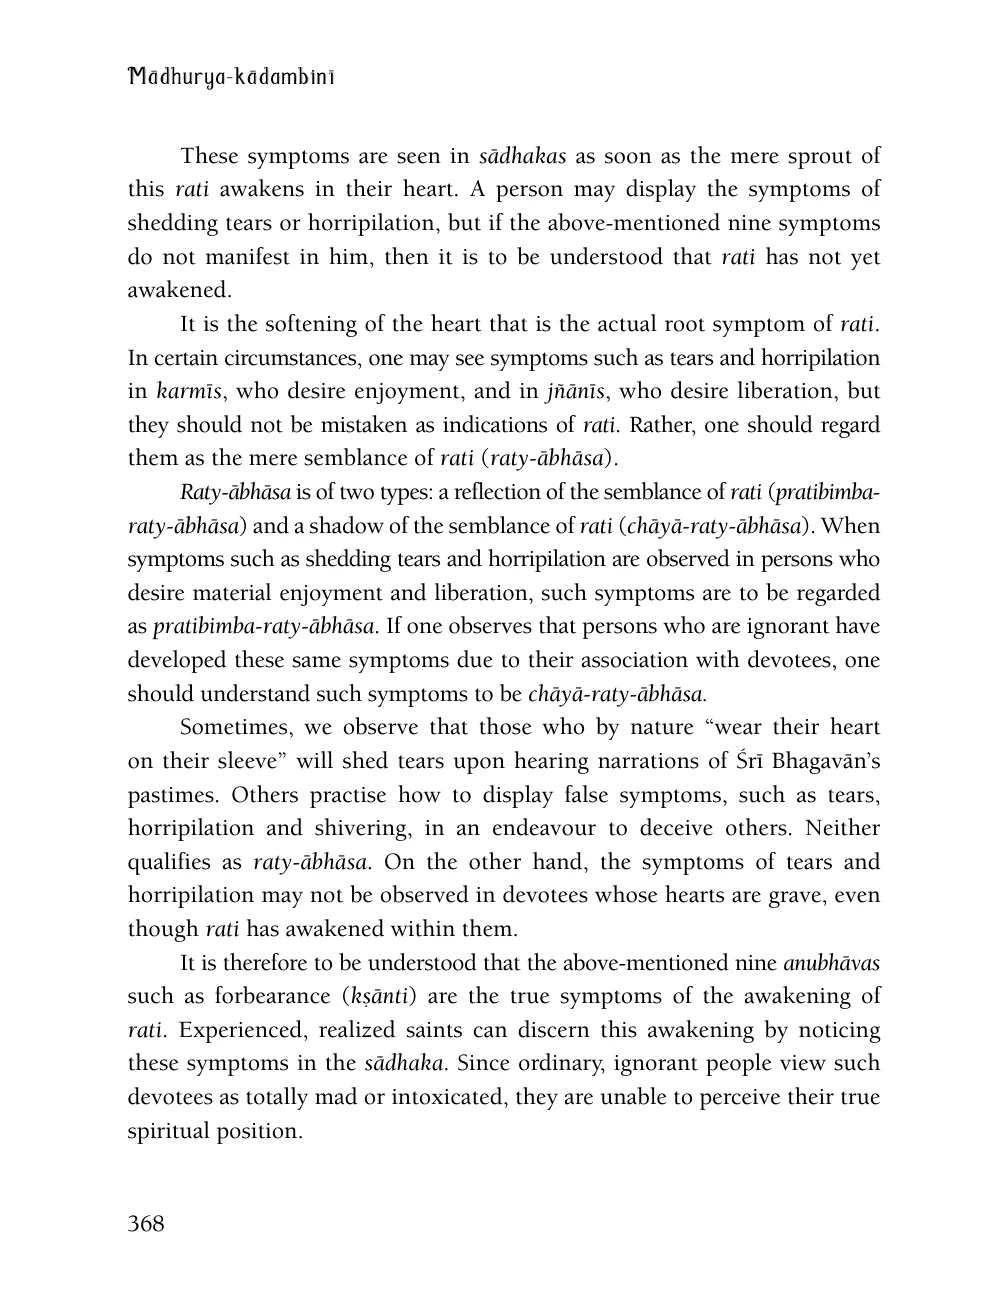 Mādhurya-kādambinī
These symptoms are seen in sādhakas as soon as the mere sprout of
this rati awakens in their heart. A person may display the symptoms of
shedding tears or horripilation, but if the above-mentioned nine symptoms
do not manifest in him, then it is to be understood that rati has not yet
awakened.
It is the softening of the heart that is the actual root symptom of rati.
In certain circumstances, one may see symptoms such as tears and horripilation
in karmīs, who desire enjoyment, and in jñānīs, who desire liberation, but
they should not be mistaken as indications of rati. Rather, one should regard
them as the mere semblance of rati (raty-ābhāsa).
Raty-ābhāsa is of two types: a reflection of the semblance of rati (pratibimba-
raty-ābhāsa) and a shadow of the semblance of rati (chāyā-raty-ābhāsa). When
symptoms such as shedding tears and horripilation are observed in persons who
desire material enjoyment and liberation, such symptoms are to be regarded
as pratibimba-raty-ābhāsa. If one observes that persons who are ignorant have
developed these same symptoms due to their association with devotees, one
should understand such symptoms to be chāyā-raty-ābhāsa.
Sometimes, we observe that those who by nature “wear their heart
on their sleeve” will shed tears upon hearing narrations of Śrī Bhagavān’s
pastimes. Others practise how to display false symptoms, such as tears,
horripilation and shivering, in an endeavour to deceive others. Neither
qualifies as raty-ābhāsa. On the other hand, the symptoms of tears and
horripilation may not be observed in devotees whose hearts are grave, even
though rati has awakened within them.
It is therefore to be understood that the above-mentioned nine anubhāvas
such as forbearance (kṣānti) are the true symptoms of the awakening of
rati. Experienced, realized saints can discern this awakening by noticing
these symptoms in the sādhaka. Since ordinary, ignorant people view such
devotees as totally mad or intoxicated, they are unable to perceive their true
spiritual position.
368